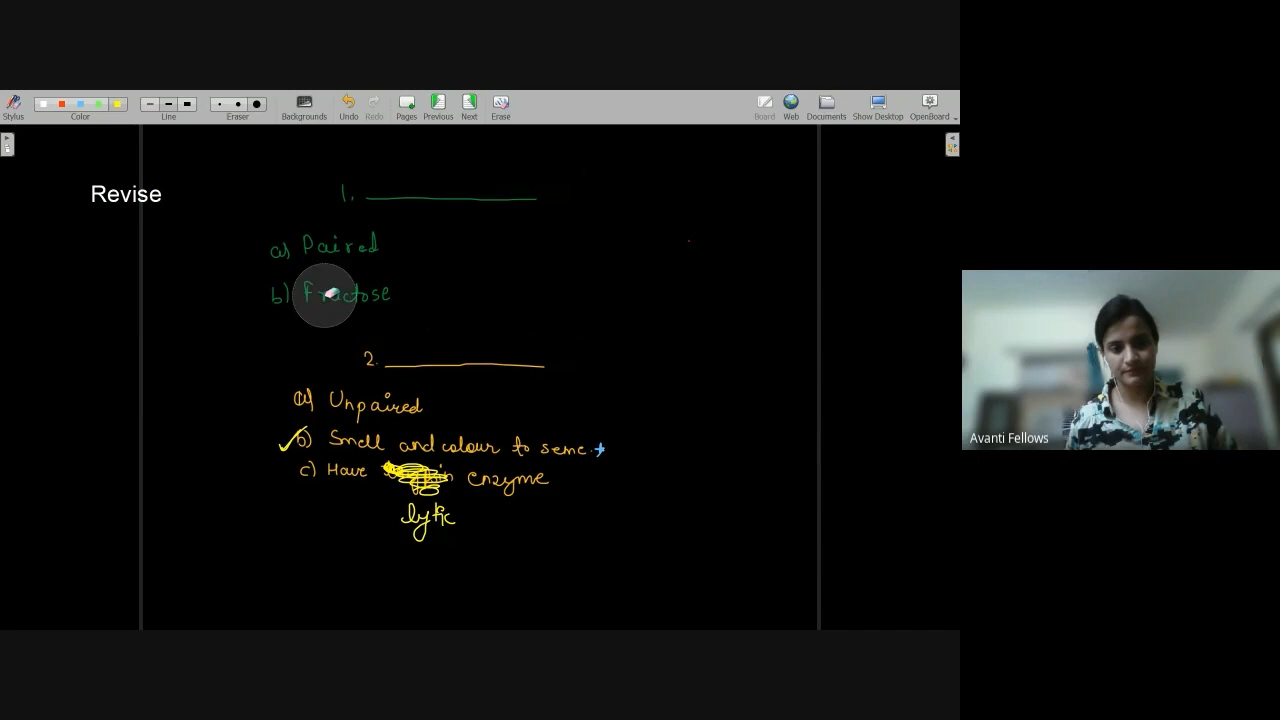 Stylus Color Line Eraser Backgrounds Undo Redo Pages Previous Next Erase Board Web Documents Show Desktop OpenBoard
Revise
1.
a) Paired
b) Fructose
2.
a) Unpaired
b) Smell and colour to seme.
c) Have enzyme
lytic
Avanti Fellows